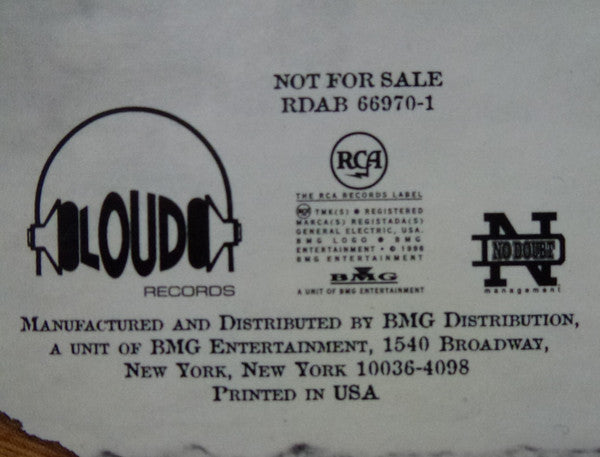 NOT FOR SALE
RDAB 66970-1
LOUD
RECORDS
RCA
THE RCA RECORDS LABEL
TMK(S) ® REGISTERED
MARCA(S) REGISTRADA(S)
GENERAL ELECTRIC, USA.
BMG LOGO ® BMG
ENTERTAINMENT • © 1996
BMG ENTERTAINMENT
BMG
A UNIT OF BMG ENTERTAINMENT
N
NO DOUBT
management
Manufactured and Distributed by BMG Distribution,
a unit of BMG Entertainment, 1540 Broadway,
New York, New York 10036-4098
Printed in USA